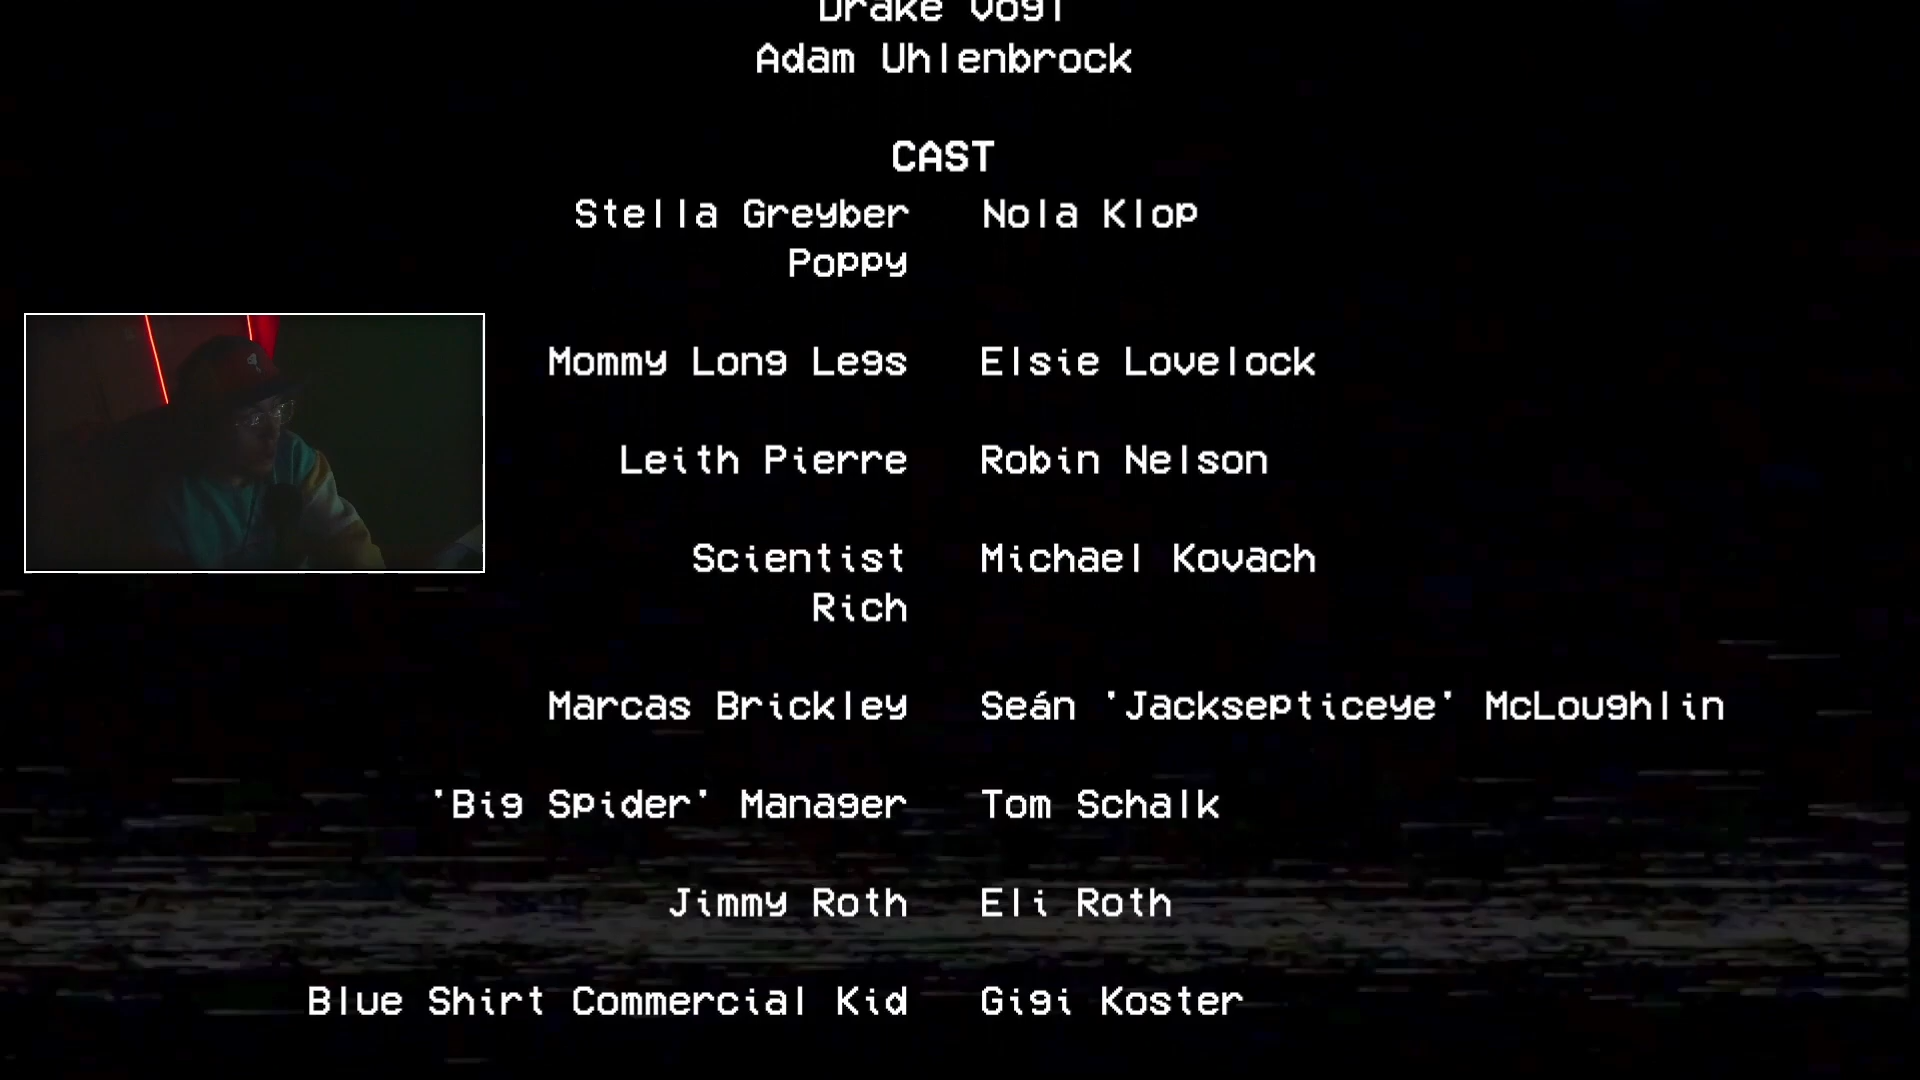 Drake Vogl
Adam Uhlenbrock
CAST
Stella Greyber Nola Klop
Poppy
Mommy Long Legs Elsie Lovelock
Leith Pierre Robin Nelson
Scientist Michael Kovach
Rich
Marcas Brickley Seán 'Jacksepticeye' McLoughlin
'Big Spider' Manager Tom Schalk
Jimmy Roth Eli Roth
Blue Shirt Commercial Kid Gigi Koster